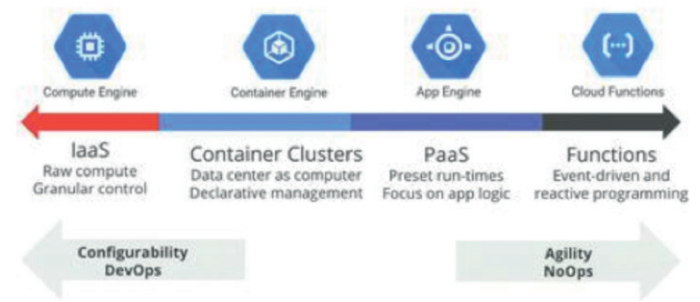 Compute Engine
Container Engine
App Engine
Cloud Functions
IaaS
Raw compute
Granular control
Container Clusters
Data center as computer
Declarative management
PaaS
Preset run-times
Focus on app logic
Functions
Event-driven and
reactive programming
Configurability
DevOps
Agility
NoOps